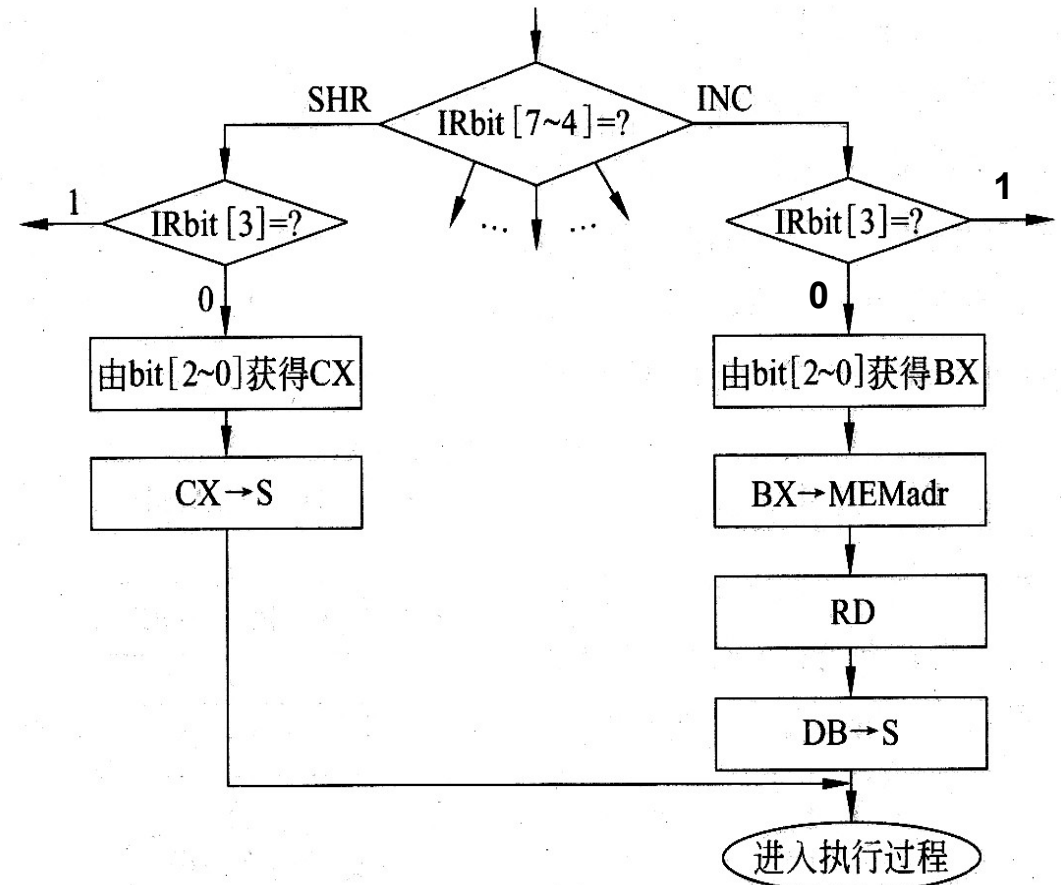 SHR
INC
IRbit[7~4]=?
1
IRbit[3]=?
…
…
IRbit[3]=?
1
0
0
由bit[2~0]获得CX
由bit[2~0]获得BX
CX→S
BX→MEMadr
RD
DB→S
进入执行过程